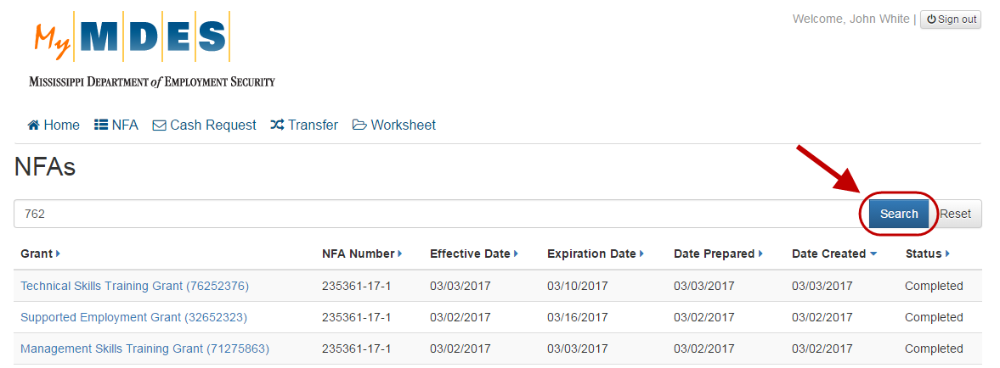 Welcome, John White | Sign out
My MDES
Mississippi Department of Employment Security
Home NFA Cash Request Transfer Worksheet
NFAs
762 Search Reset
Grant NFA Number Effective Date Expiration Date Date Prepared Date Created Status
Technical Skills Training Grant (76252376) 235361-17-1 03/03/2017 03/10/2017 03/03/2017 03/03/2017 Completed
Supported Employment Grant (32652323) 235361-17-1 03/02/2017 03/16/2017 03/02/2017 03/02/2017 Completed
Management Skills Training Grant (71275863) 235361-17-1 03/02/2017 03/03/2017 03/02/2017 03/02/2017 Completed